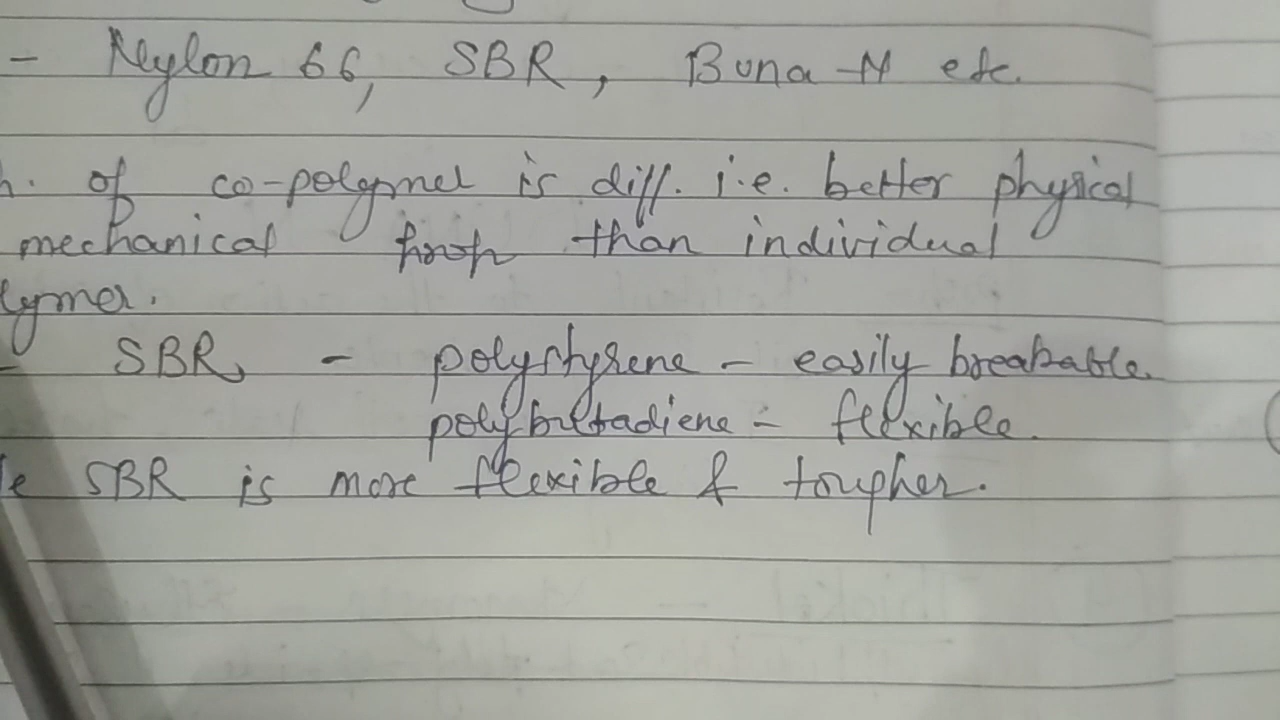 - Nylon 66, SBR, Buna-N etc.
h. of co-polymer is diff. i.e. better physical
mechanical prop than individual
lymer.
- SBR - polystyrene - easily breakable.
polybutadiene - flexible.
le SBR is more flexible & tougher.